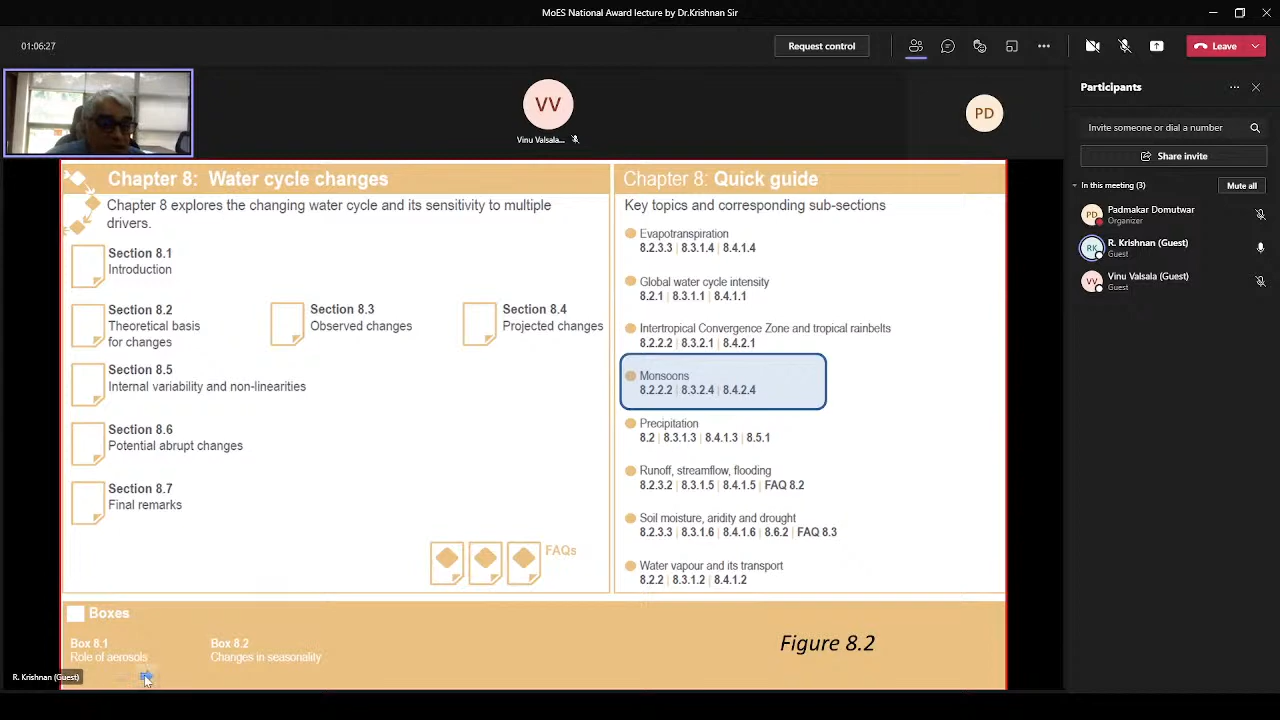 MoES National Award lecture by Dr.Krishnan Sir
01:06:27
Request control
Leave
VV
Vinu Valsala...
PD
Participants
Invite someone or dial a number
Share invite
In this meeting (3)
Mute all
PD
Padmakar Domutwar
Organizer
RK
R. Krishnan (Guest)
Guest
VV
Vinu Valsala (Guest)
Guest
Chapter 8: Water cycle changes
Chapter 8 explores the changing water cycle and its sensitivity to multiple
drivers.
Section 8.1
Introduction
Section 8.2
Theoretical basis
for changes
Section 8.3
Observed changes
Section 8.4
Projected changes
Section 8.5
Internal variability and non-linearities
Section 8.6
Potential abrupt changes
Section 8.7
Final remarks
FAQs
Chapter 8: Quick guide
Key topics and corresponding sub-sections
Evapotranspiration
8.2.3.3 | 8.3.1.4 | 8.4.1.4
Global water cycle intensity
8.2.1 | 8.3.1.1 | 8.4.1.1
Intertropical Convergence Zone and tropical rainbelts
8.2.2.2 | 8.3.2.1 | 8.4.2.1
Monsoons
8.2.2.2 | 8.3.2.4 | 8.4.2.4
Precipitation
8.2 | 8.3.1.3 | 8.4.1.3 | 8.5.1
Runoff, streamflow, flooding
8.2.3.2 | 8.3.1.5 | 8.4.1.5 | FAQ 8.2
Soil moisture, aridity and drought
8.2.3.3 | 8.3.1.6 | 8.4.1.6 | 8.6.2 | FAQ 8.3
Water vapour and its transport
8.2.2 | 8.3.1.2 | 8.4.1.2
Boxes
Box 8.1
Role of aerosols
Box 8.2
Changes in seasonality
Figure 8.2
R. Krishnan (Guest)